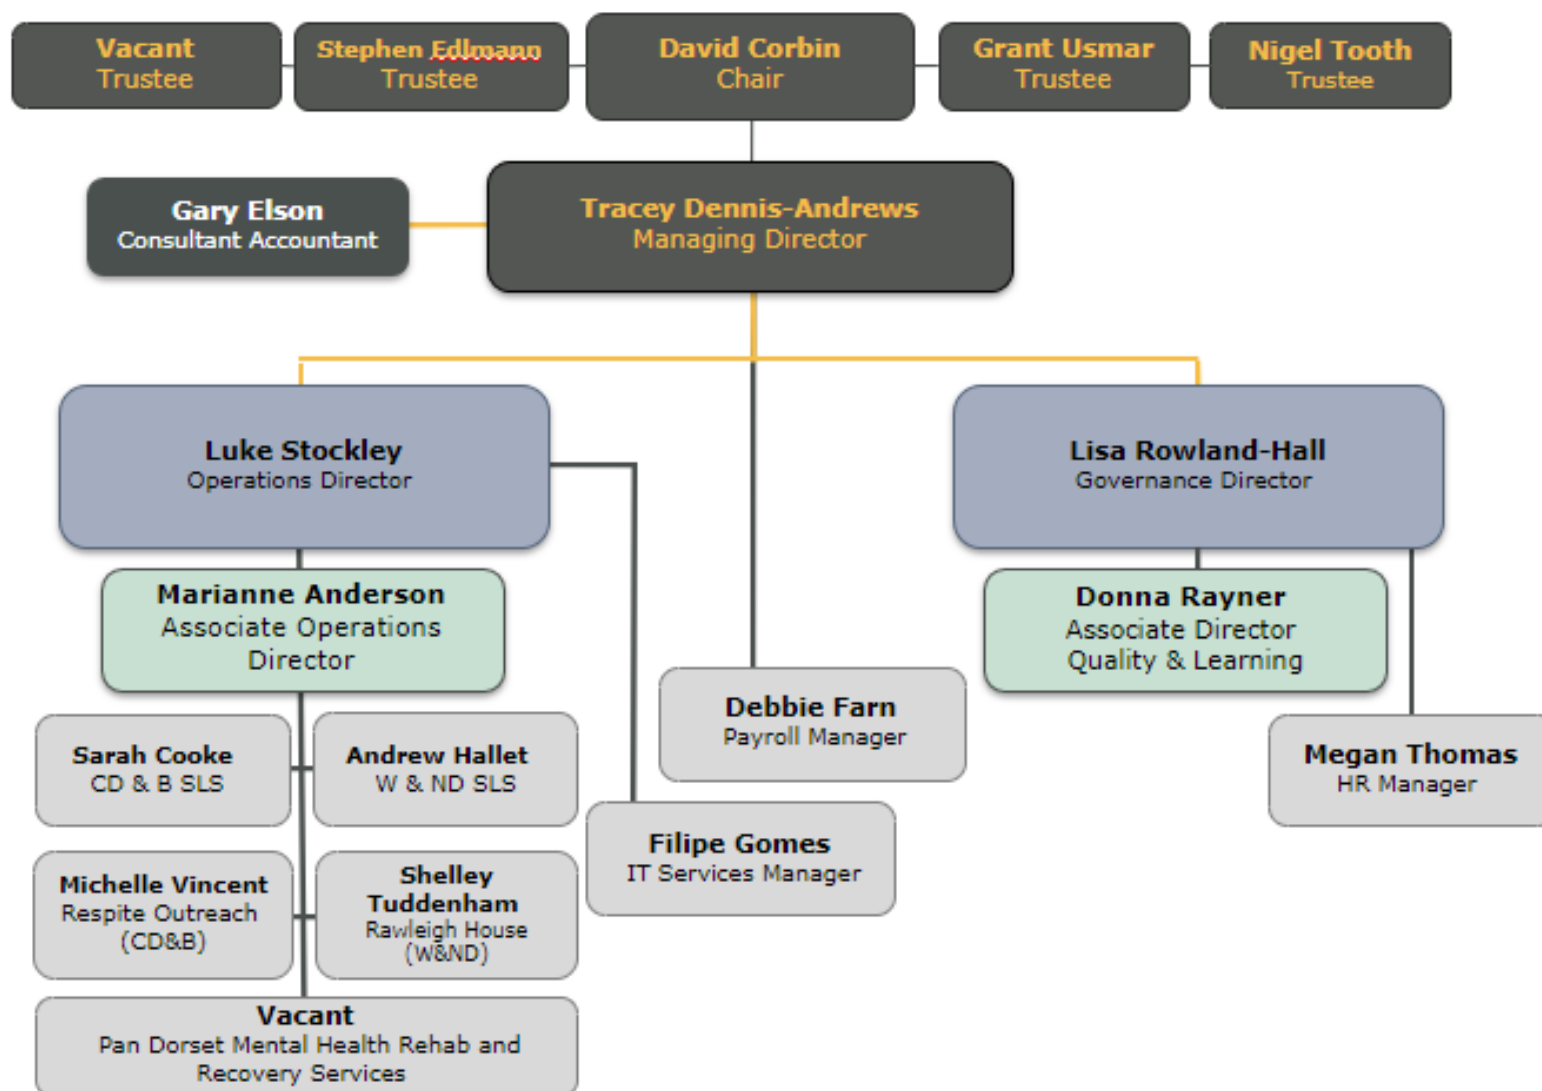 Vacant
Trustee
Stephen Edlmann
Trustee
David Corbin
Chair
Grant Usmar
Trustee
Nigel Tooth
Trustee
Gary Elson
Consultant Accountant
Tracey Dennis-Andrews
Managing Director
Luke Stockley
Operations Director
Lisa Rowland-Hall
Governance Director
Marianne Anderson
Associate Operations
Director
Donna Rayner
Associate Director
Quality & Learning
Debbie Farn
Payroll Manager
Sarah Cooke
CD & B SLS
Andrew Hallet
W & ND SLS
Megan Thomas
HR Manager
Filipe Gomes
IT Services Manager
Michelle Vincent
Respite Outreach
(CD&B)
Shelley
Tuddenham
Rawleigh House
(W&ND)
Vacant
Pan Dorset Mental Health Rehab and
Recovery Services